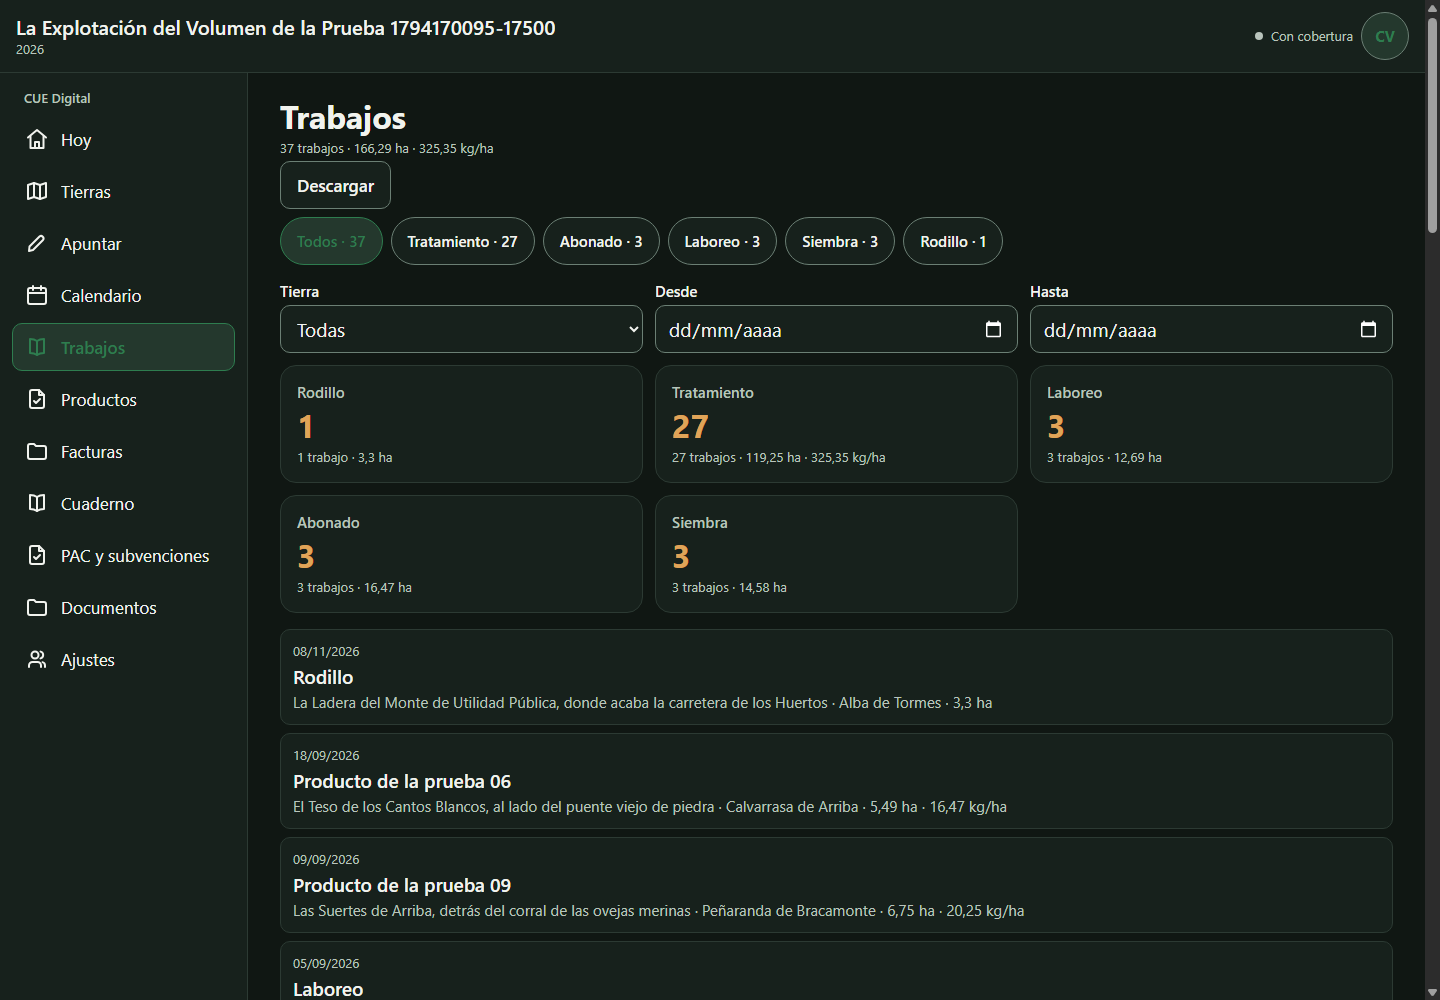 La Explotación del Volumen de la Prueba 1794170095-17500
2026
Con cobertura
CV
CUE Digital
Hoy
Tierras
Apuntar
Calendario
Trabajos
Productos
Facturas
Cuaderno
PAC y subvenciones
Documentos
Ajustes
Trabajos
37 trabajos · 166,29 ha · 325,35 kg/ha
Descargar
Todos · 37
Tratamiento · 27
Abonado · 3
Laboreo · 3
Siembra · 3
Rodillo · 1
Tierra
Todas
Desde
dd/mm/aaaa
Hasta
dd/mm/aaaa
Rodillo
1
1 trabajo · 3,3 ha
Tratamiento
27
27 trabajos · 119,25 ha · 325,35 kg/ha
Laboreo
3
3 trabajos · 12,69 ha
Abonado
3
3 trabajos · 16,47 ha
Siembra
3
3 trabajos · 14,58 ha
08/11/2026
Rodillo
La Ladera del Monte de Utilidad Pública, donde acaba la carretera de los Huertos · Alba de Tormes · 3,3 ha
18/09/2026
Producto de la prueba 06
El Teso de los Cantos Blancos, al lado del puente viejo de piedra · Calvarrasa de Arriba · 5,49 ha · 16,47 kg/ha
09/09/2026
Producto de la prueba 09
Las Suertes de Arriba, detrás del corral de las ovejas merinas · Peñaranda de Bracamonte · 6,75 ha · 20,25 kg/ha
05/09/2026
Laboreo